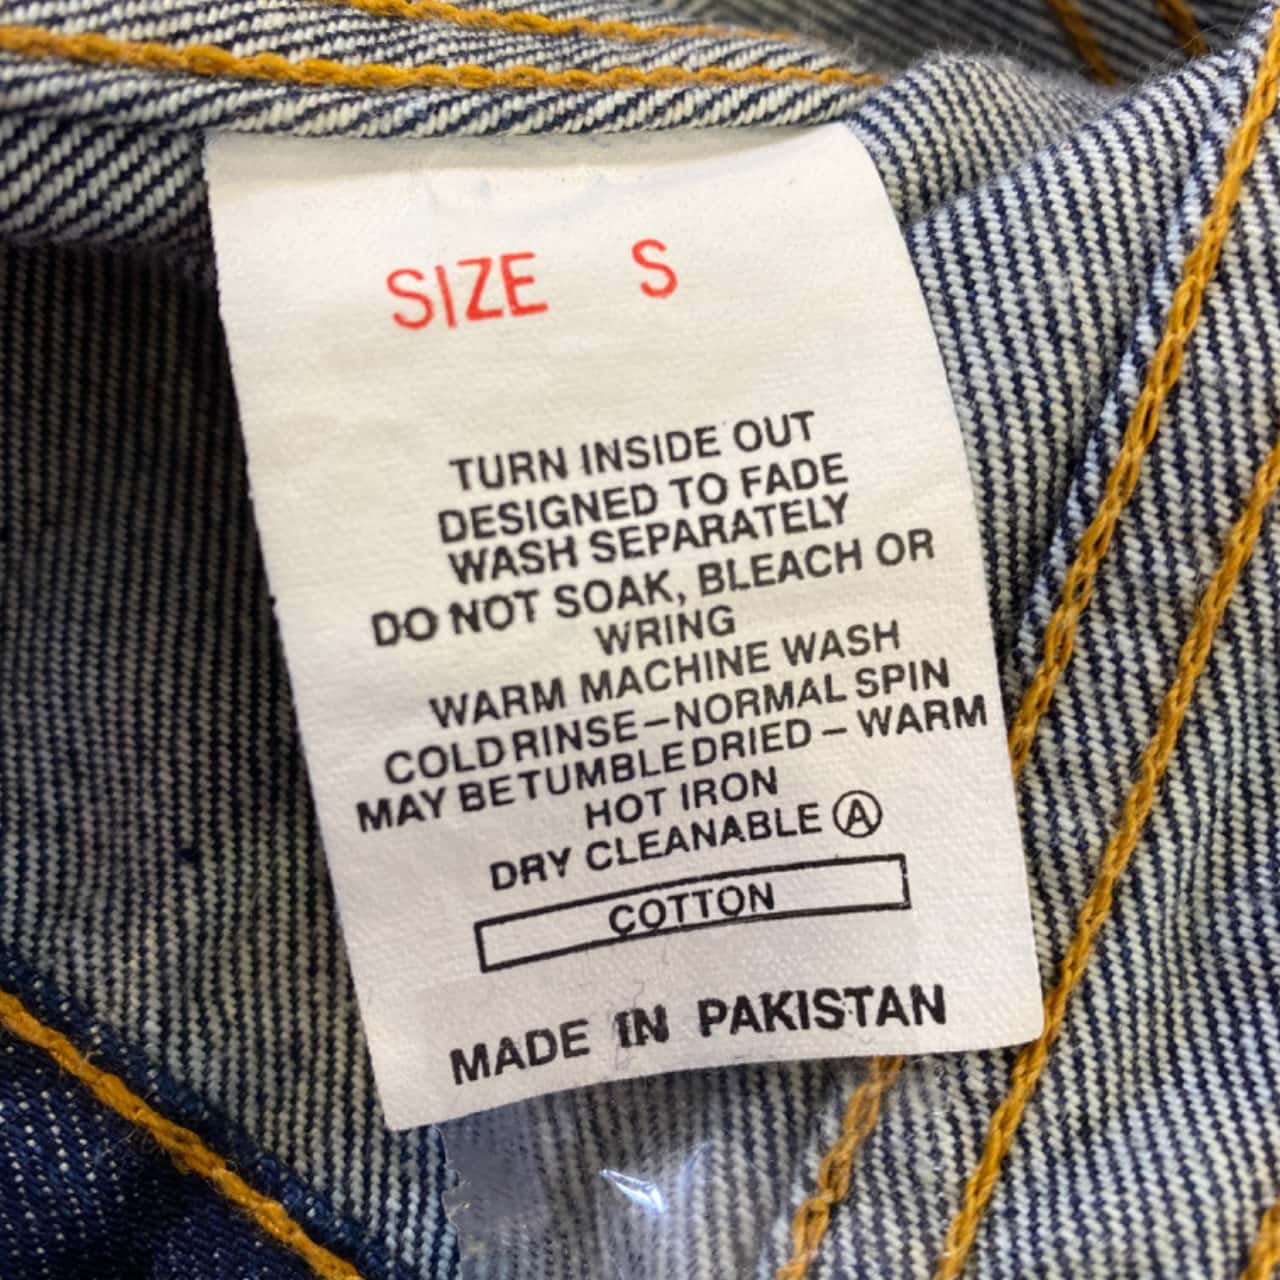 SIZE S
TURN INSIDE OUT
DESIGNED TO FADE
WASH SEPARATELY
DO NOT SOAK, BLEACH OR
WRING
WARM MACHINE WASH
COLD RINSE–NORMAL SPIN
MAY BE TUMBLE DRIED – WARM
HOT IRON
DRY CLEANABLE Ⓐ
COTTON
MADE IN PAKISTAN